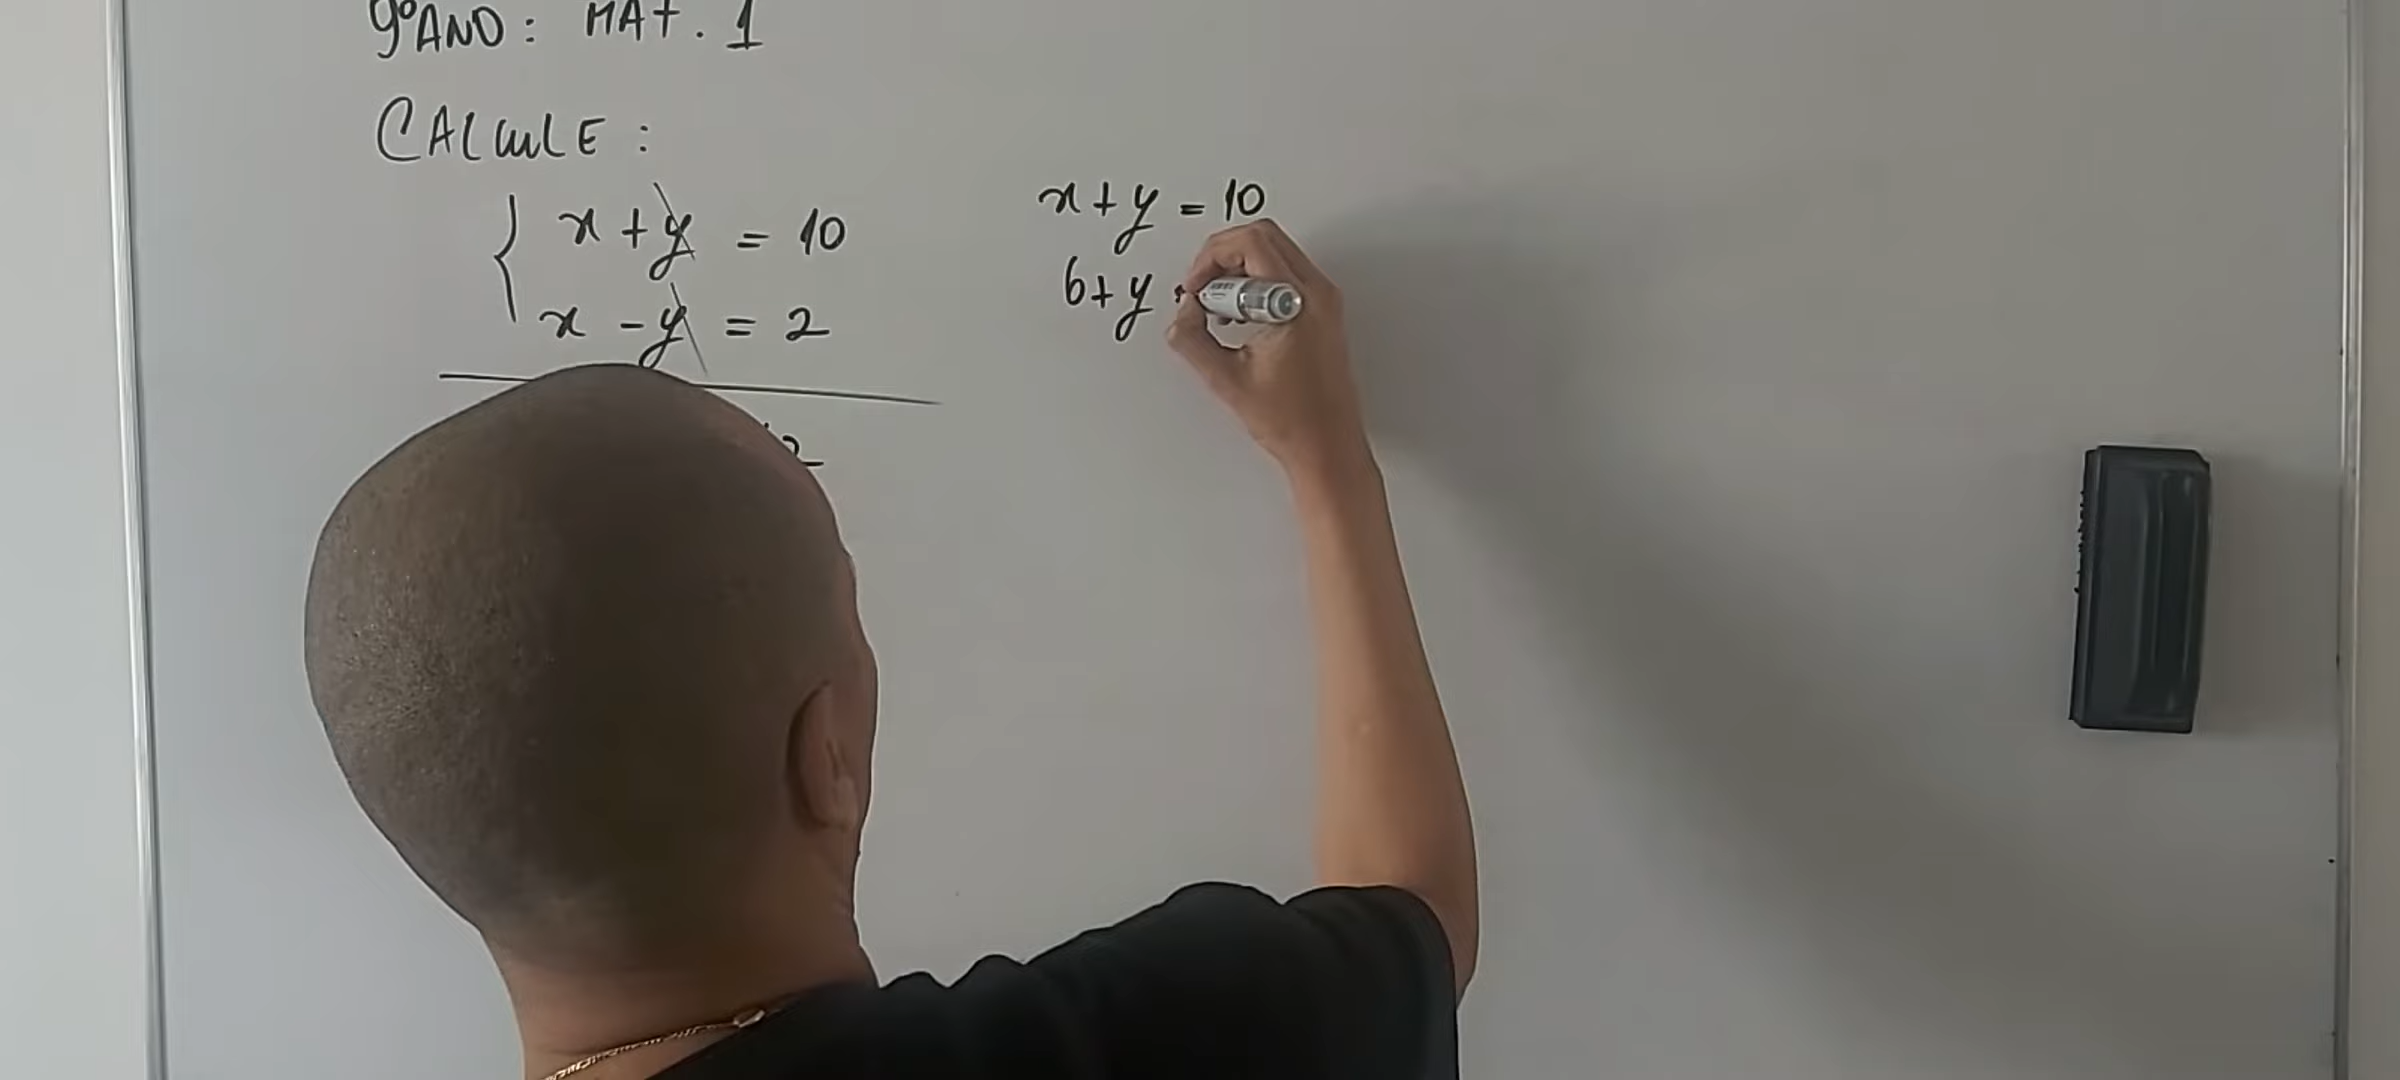 9º ANO: MAT. 1
CALCULE:
x + y = 10
x - y = 2
x + y = 10
6 + y